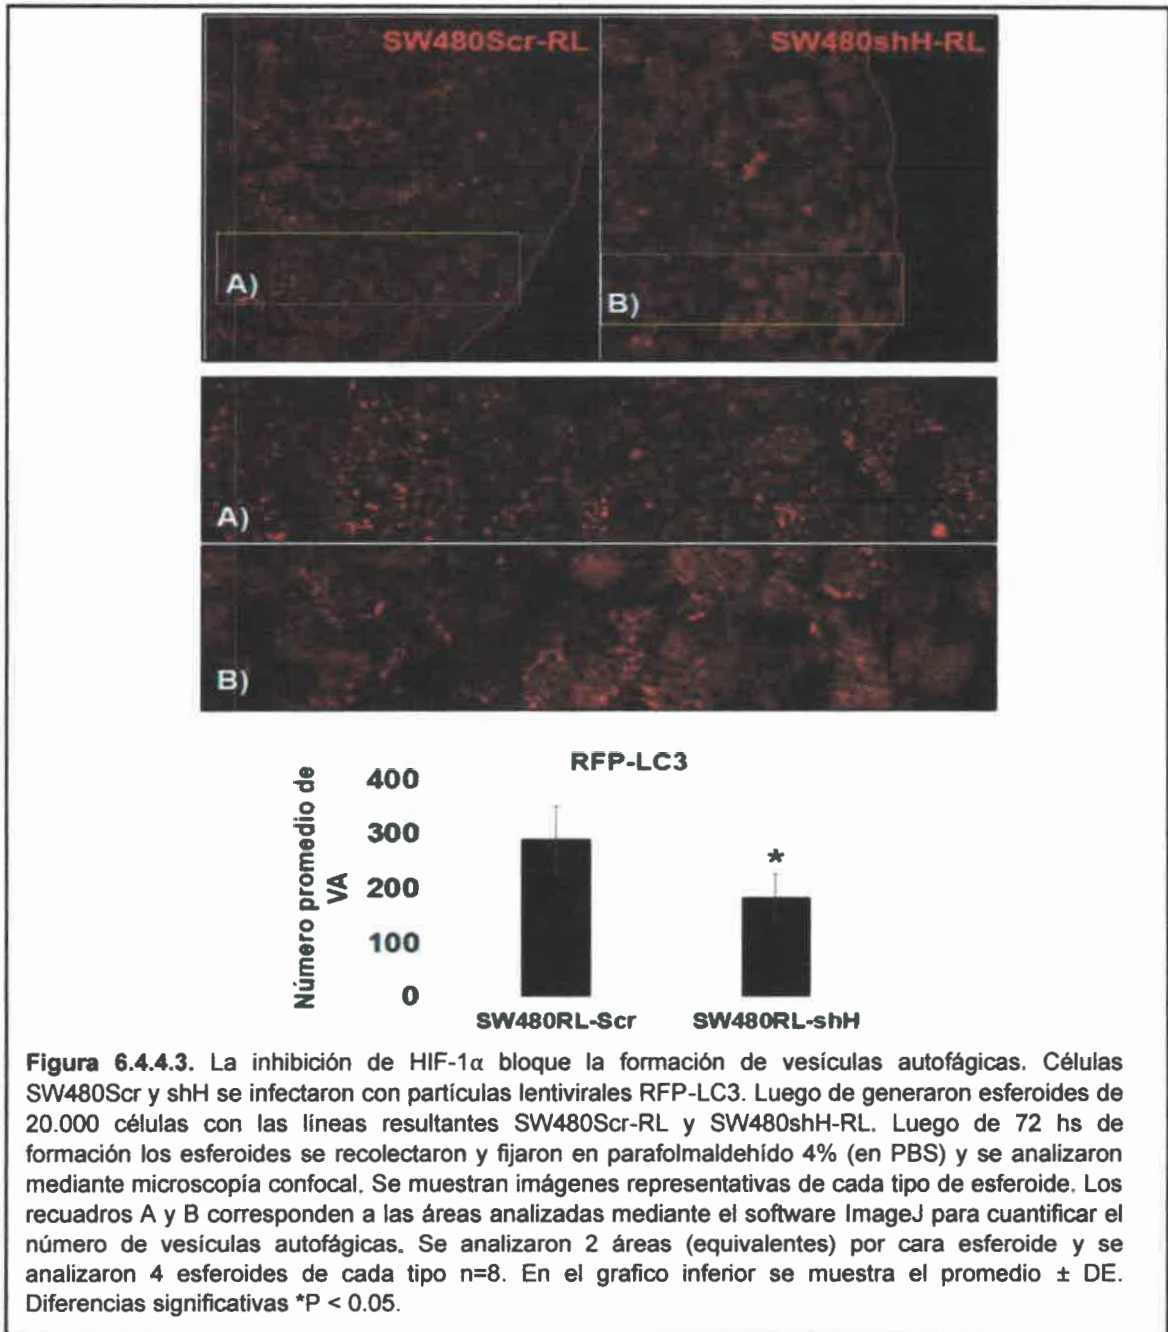 SW480Scr-RL
SW480shH-RL
A)
B)
A)
B)
RFP-LC3
Número promedio de
VA
400
300
200
100
0
*
SW480RL-Scr
SW480RL-shH
Figura 6.4.4.3. La inhibición de HIF-1α bloque la formación de vesículas autofágicas. Células
SW480Scr y shH se infectaron con partículas lentivirales RFP-LC3. Luego de generaron esferoides de
20.000 células con las líneas resultantes SW480Scr-RL y SW480shH-RL. Luego de 72 hs de
formación los esferoides se recolectaron y fijaron en parafolmaldehído 4% (en PBS) y se analizaron
mediante microscopía confocal. Se muestran imágenes representativas de cada tipo de esferoide. Los
recuadros A y B corresponden a las áreas analizadas mediante el software ImageJ para cuantificar el
número de vesículas autofágicas. Se analizaron 2 áreas (equivalentes) por cara esferoide y se
analizaron 4 esferoides de cada tipo n=8. En el grafico inferior se muestra el promedio ± DE.
Diferencias significativas *P < 0.05.